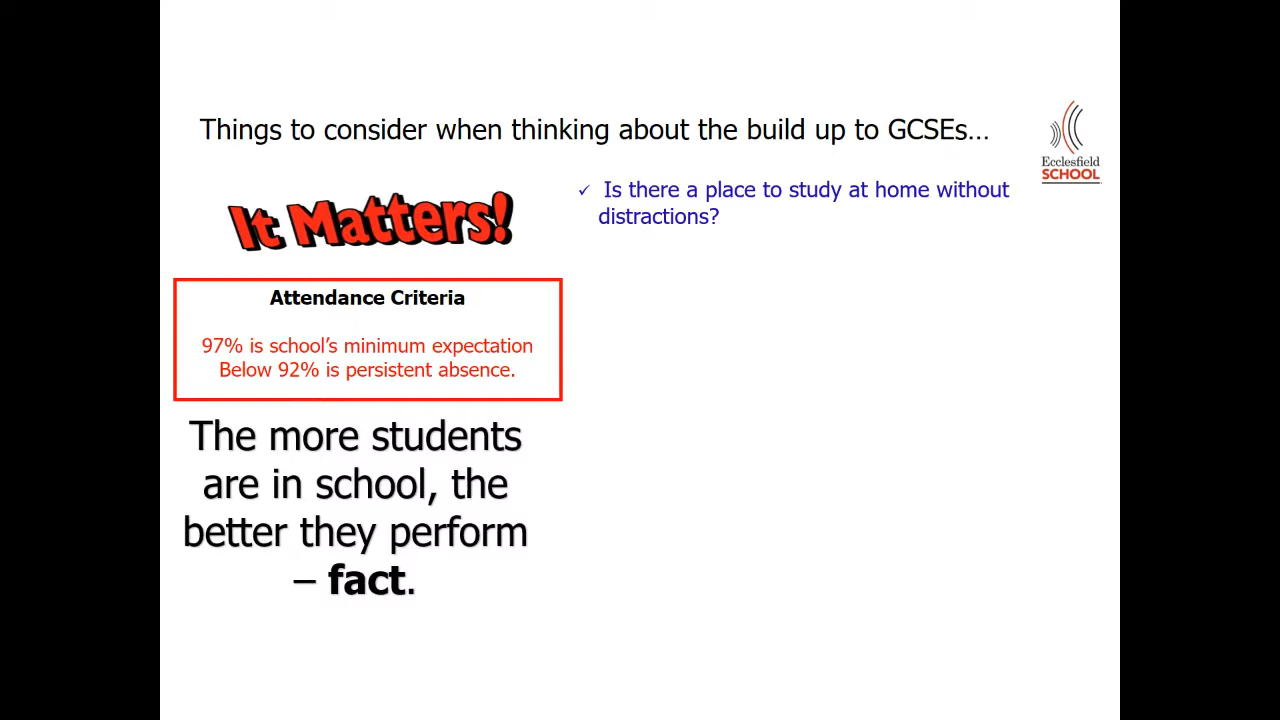 Things to consider when thinking about the build up to GCSEs…
Ecclesfield
SCHOOL
It Matters!
✓ Is there a place to study at home without
distractions?
Attendance Criteria
97% is school’s minimum expectation
Below 92% is persistent absence.
The more students
are in school, the
better they perform
– fact.